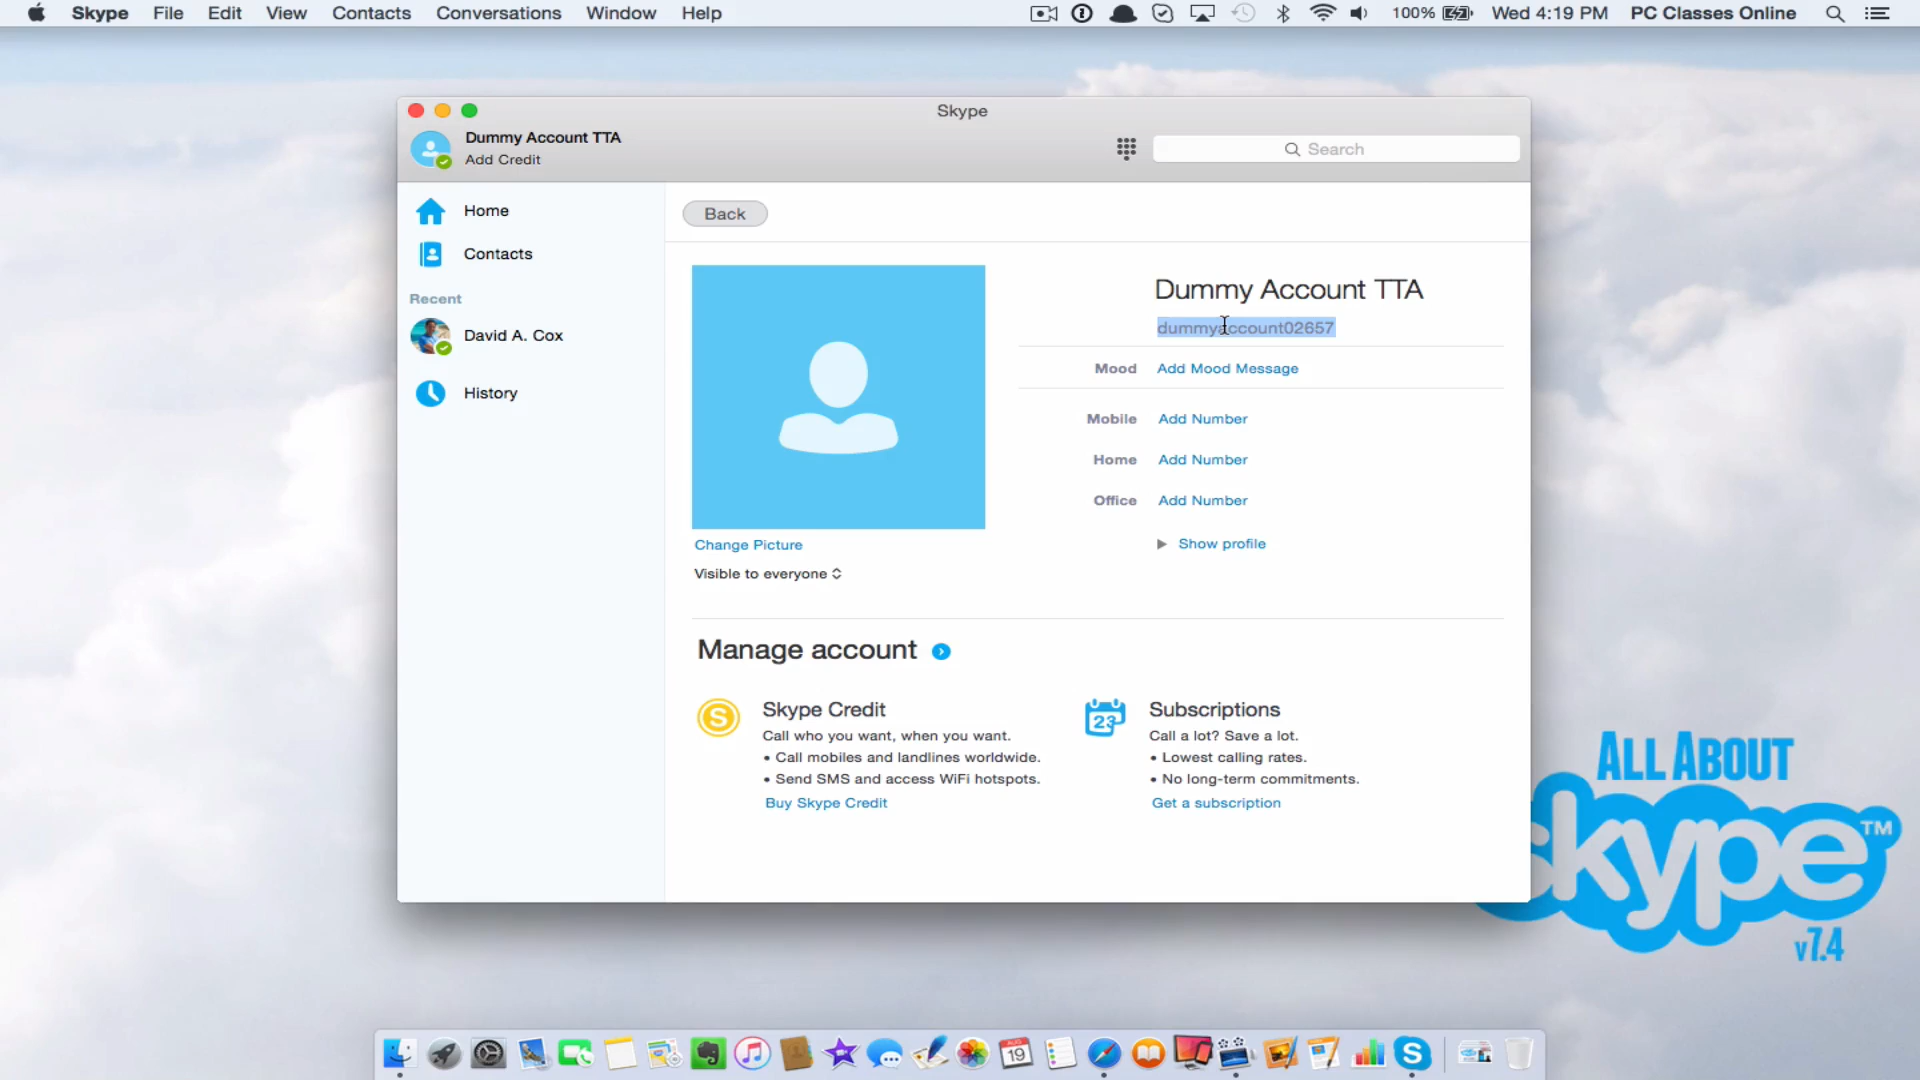 Skype File Edit View Contacts Conversations Window Help 100% Wed 4:19 PM PC Classes Online
Skype
Dummy Account TTA
Add Credit
Search
Home
Contacts
Recent
David A. Cox
History
Back
Dummy Account TTA
dummyaccount02657
Mood Add Mood Message
Mobile Add Number
Home Add Number
Office Add Number
Show profile
Change Picture
Visible to everyone
Manage account
S
Skype Credit
Call who you want, when you want.
• Call mobiles and landlines worldwide.
• Send SMS and access WiFi hotspots.
Buy Skype Credit
23
Subscriptions
Call a lot? Save a lot.
• Lowest calling rates.
• No long-term commitments.
Get a subscription
ALL ABOUT
skype™
v7.4
AUG
19
S